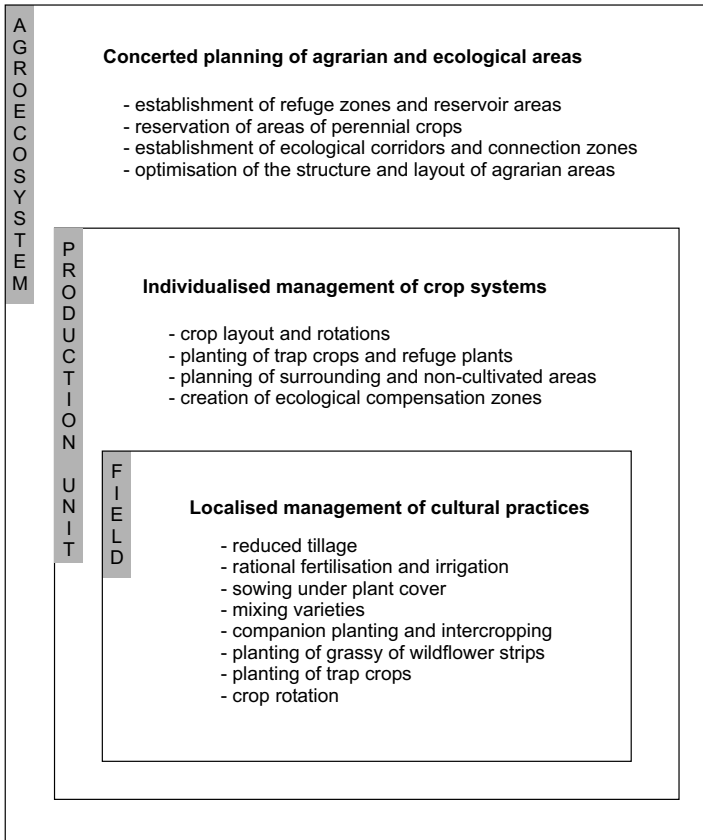 AGROECOSYSTEM
Concerted planning of agrarian and ecological areas
- establishment of refuge zones and reservoir areas
- reservation of areas of perennial crops
- establishment of ecological corridors and connection zones
- optimisation of the structure and layout of agrarian areas
PRODUCTION UNIT
Individualised management of crop systems
- crop layout and rotations
- planting of trap crops and refuge plants
- planning of surrounding and non-cultivated areas
- creation of ecological compensation zones
FIELD
Localised management of cultural practices
- reduced tillage
- rational fertilisation and irrigation
- sowing under plant cover
- mixing varieties
- companion planting and intercropping
- planting of grassy of wildflower strips
- planting of trap crops
- crop rotation